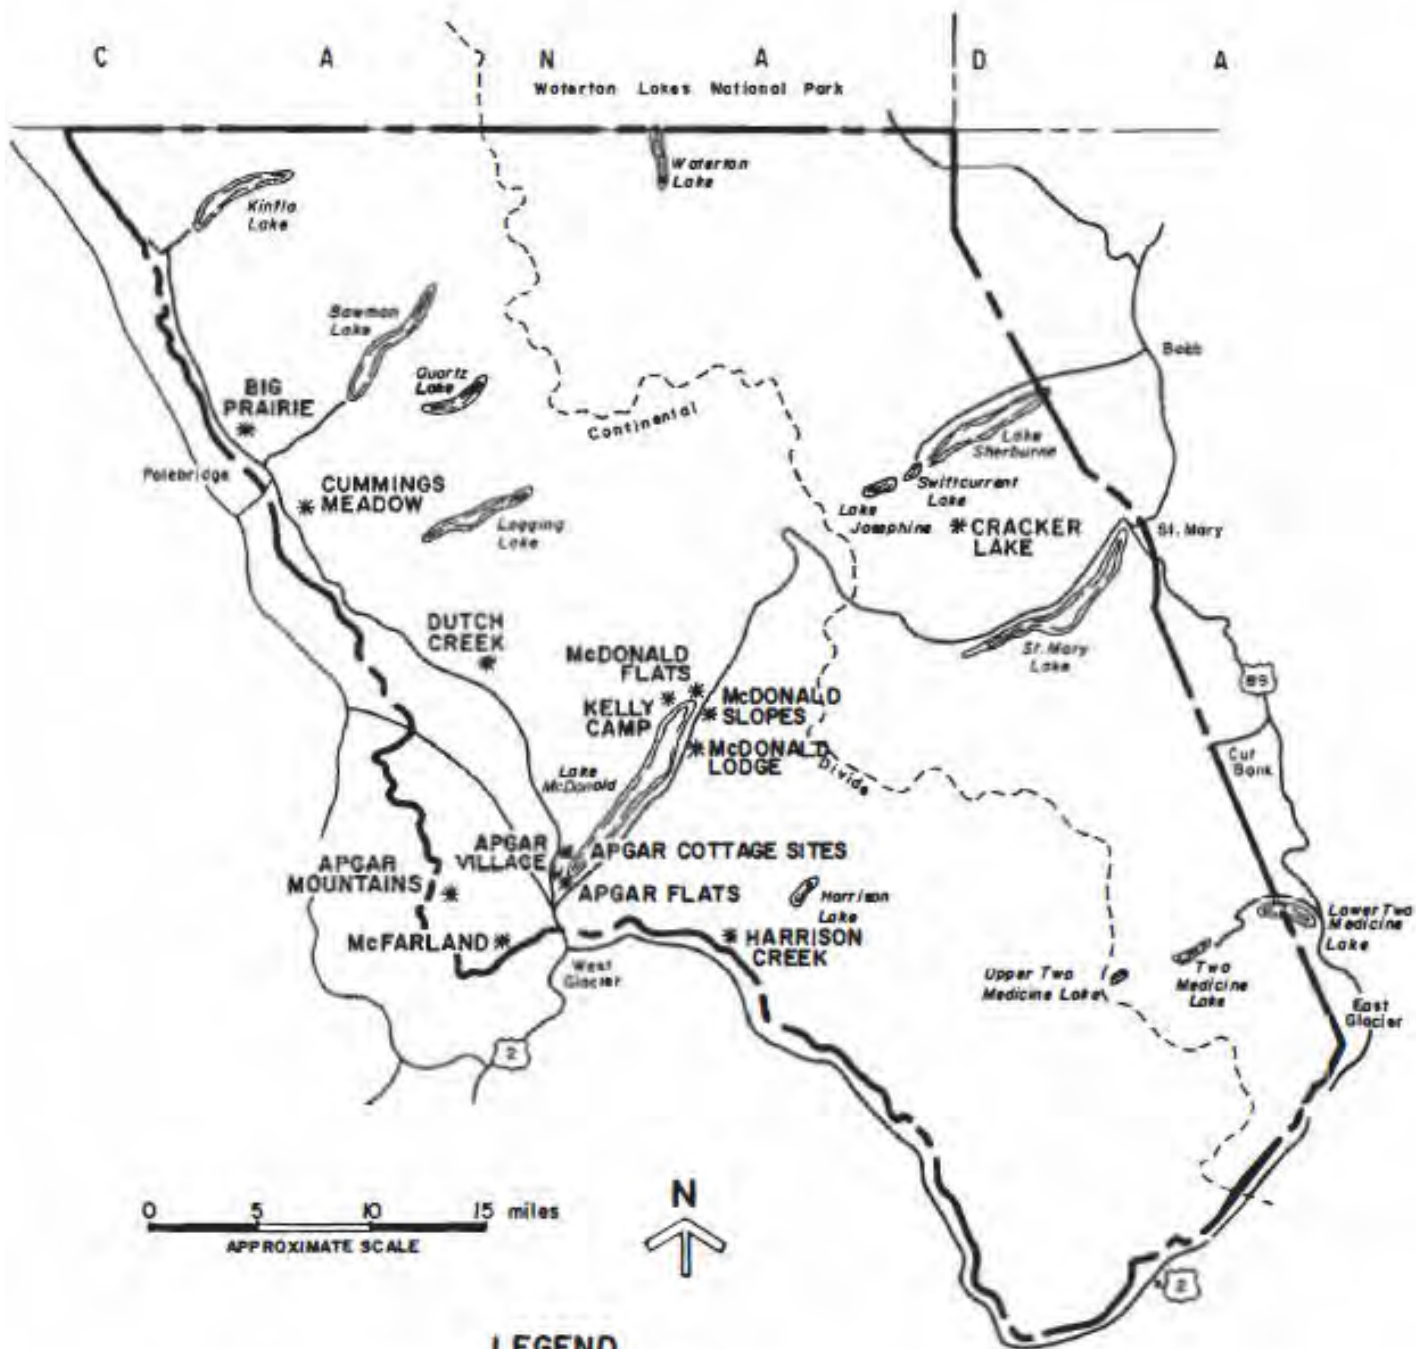 C A N A D A
Waterton Lakes National Park
Waterton
Lake
Kintla
Lake
Bowman
Lake
Quartz
Lake
BIG
PRAIRIE
Continental
Babb
Lake
Sherburne
Polebridge
CUMMINGS
MEADOW
Swiftcurrent
Lake
Lake
Josephine
Logging
Lake
CRACKER
LAKE
St. Mary
DUTCH
CREEK
McDONALD
FLATS
St. Mary
Lake
KELLY
CAMP
McDONALD
SLOPES
89
McDONALD
LODGE
Divide
Cut
Bank
Lake
McDonald
APGAR
VILLAGE
APGAR COTTAGE SITES
APGAR
MOUNTAINS
APGAR FLATS
Harrison
Lake
Lower Two
Medicine
Lake
McFARLAND
HARRISON
CREEK
West
Glacier
Upper Two
Medicine Lake
Two
Medicine
Lake
East
Glacier
2
0 5 10 15 miles
APPROXIMATE SCALE
N
2
LEGEND